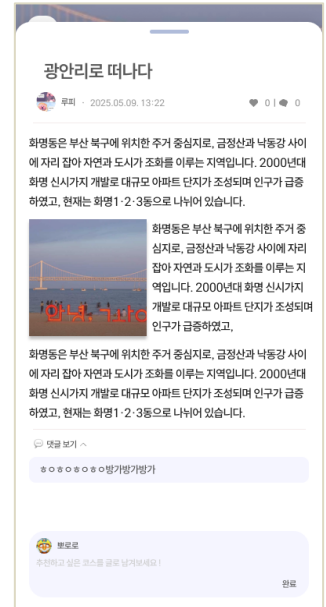 광안리로 떠나다
루피 · 2025.05.09. 13:22
0 | 0
화명동은 부산 북구에 위치한 주거 중심지로, 금정산과 낙동강 사이
에 자리 잡아 자연과 도시가 조화를 이루는 지역입니다. 2000년대
화명 신시가지 개발로 대규모 아파트 단지가 조성되며 인구가 급증
하였고, 현재는 화명1·2·3동으로 나뉘어 있습니다.
화명동은 부산 북구에 위치한 주거 중
심지로, 금정산과 낙동강 사이에 자리
잡아 자연과 도시가 조화를 이루는 지
역입니다. 2000년대 화명 신시가지
개발로 대규모 아파트 단지가 조성되며
인구가 급증하였고,
안녕, 광안리
화명동은 부산 북구에 위치한 주거 중심지로, 금정산과 낙동강 사이
에 자리 잡아 자연과 도시가 조화를 이루는 지역입니다. 2000년대
화명 신시가지 개발로 대규모 아파트 단지가 조성되며 인구가 급증
하였고, 현재는 화명1·2·3동으로 나뉘어 있습니다.
댓글 보기
ㅎㅇㅎㅇㅎㅇㅎㅇ방가방가방가
뽀로로
추천하고 싶은 코스를 글로 남겨보세요 !
완료